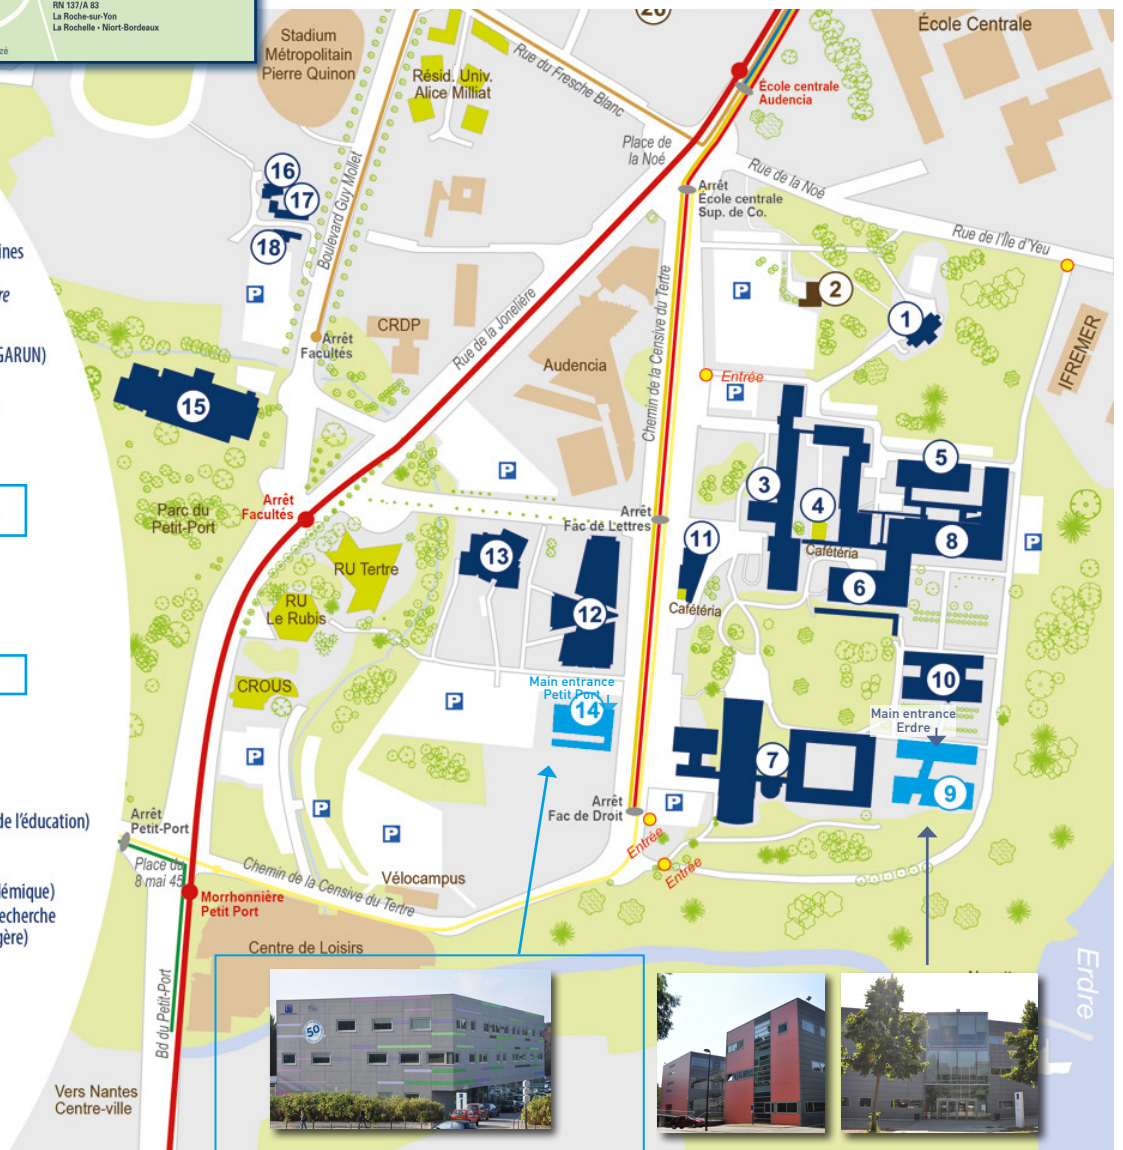 RN 137/A 83
La Roche-sur-Yon
La Rochelle • Niort-Bordeaux
zé
20
École Centrale
Stadium
Métropolitain
Pierre Quinon
Résid. Univ.
Alice Milliat
Rue du Fresche Blanc
École centrale
Audencia
Place de
la Noé
Rue de la Noé
Arrêt
École centrale
Sup. de Co.
Rue de l'Île d'Yeu
16
17
18
Boulevard Guy Mollet
ines
re
GARUN)
P
P
2
1
Arrêt
Facultés
CRDP
Rue de la Jonelière
Audencia
Chemin de la Censive du Tertre
IFREMER
Entrée
P
15
P
3
4
5
8
6
Cafétéria
P
Parc du
Petit-Port
Arrêt
Facultés
Arrêt
Fac de Lettres
11
Cafétéria
13
12
RU Tertre
RU
Le Rubis
CROUS
Main entrance
Petit Port
14
P
10
Main entrance
Erdre
9
7
P
P
P
P
Arrêt
Fac de Droit
Entrée
Entrée
de l'éducation)
Arrêt
Petit-Port
Place du
8 mai 45
Chemin de la Censive du Tertre
Vélocampus
démique)
recherche
gère)
Morrhonnière
Petit Port
Centre de Loisirs
Erdre
Bd du Petit-Port
50
Vers Nantes
Centre-ville